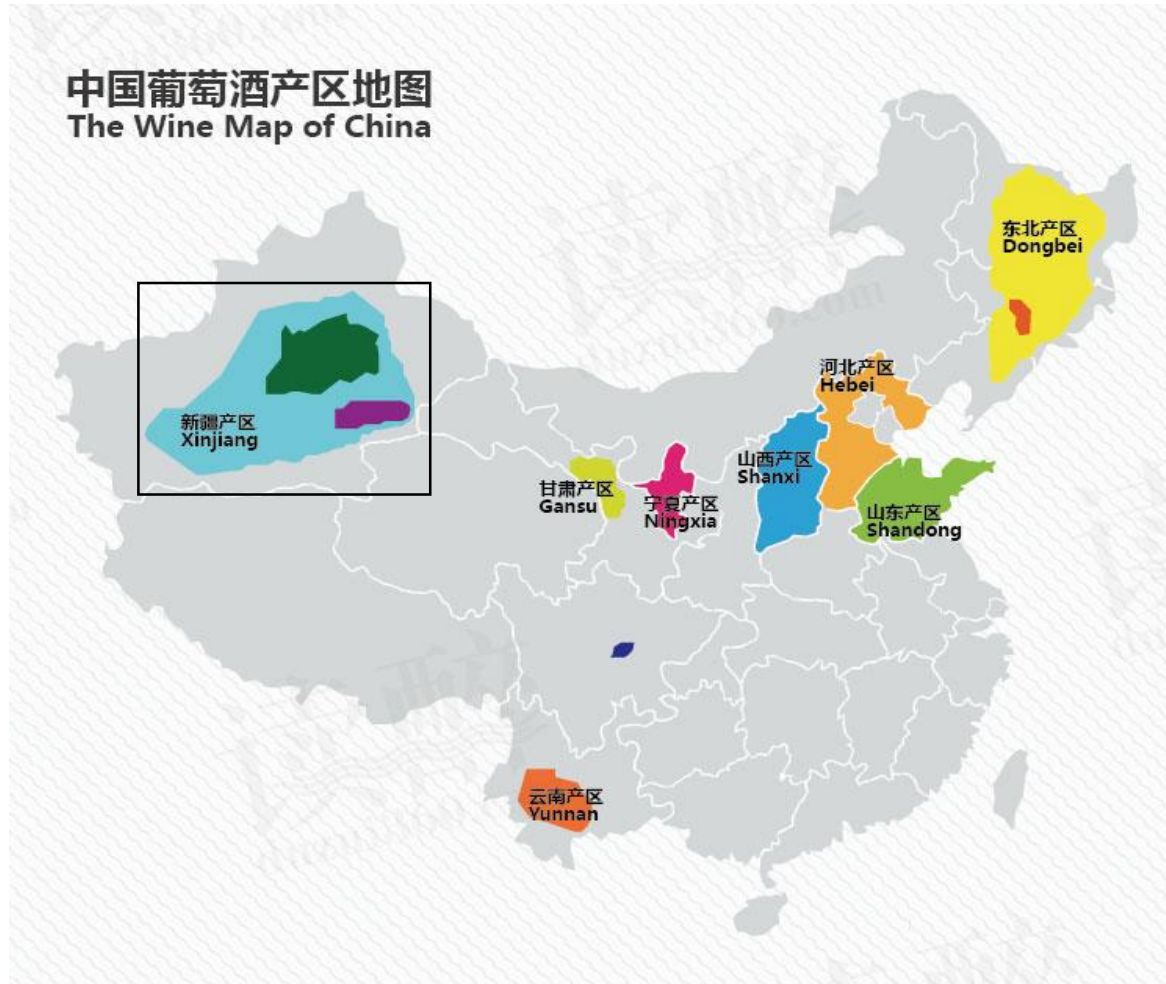 中国葡萄酒产区地图
The Wine Map of China
东北产区
Dongbei
河北产区
Hebei
新疆产区
Xinjiang
山西产区
Shanxi
甘肃产区
Gansu
宁夏产区
Ningxia
山东产区
Shandong
云南产区
Yunnan